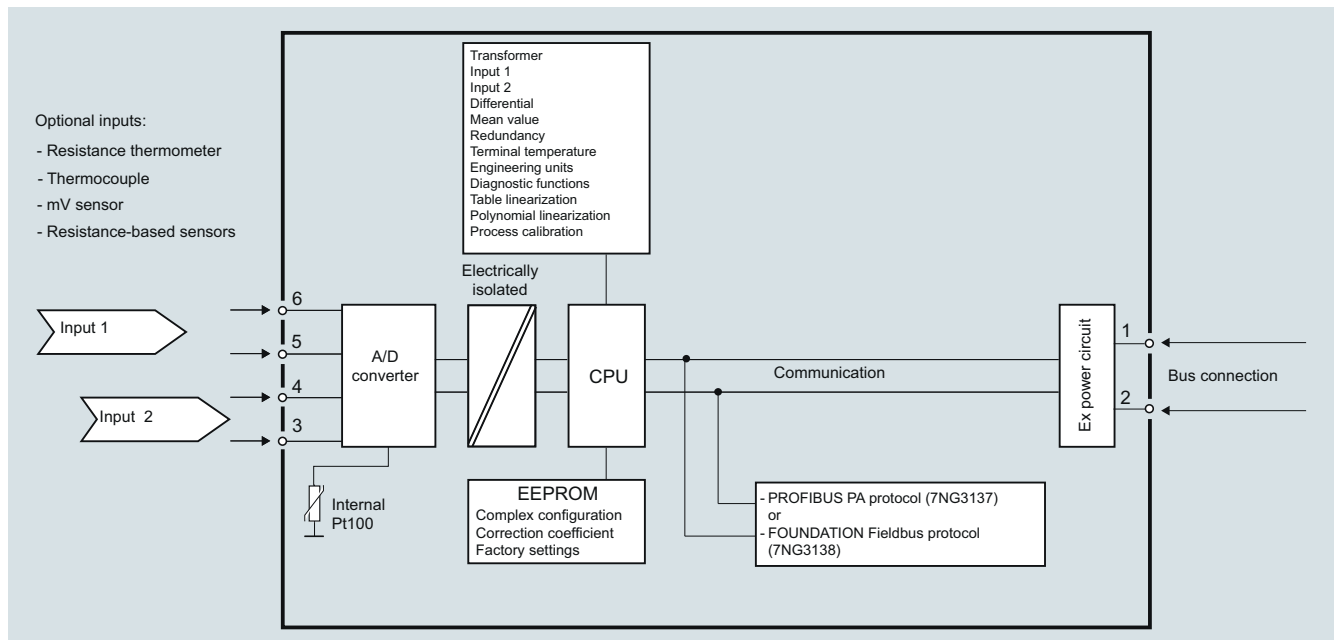 Transformer
Input 1
Input 2
Differential
Mean value
Redundancy
Terminal temperature
Engineering units
Diagnostic functions
Table linearization
Polynomial linearization
Process calibration
Optional inputs:
- Resistance thermometer
- Thermocouple
- mV sensor
- Resistance-based sensors
Electrically
isolated
Input 1
Input 2
6
5
4
3
A/D
converter
CPU
Communication
Ex power circuit
1
2
Bus connection
Internal
Pt100
EEPROM
Complex configuration
Correction coefficient
Factory settings
- PROFIBUS PA protocol (7NG3137)
or
- FOUNDATION Fieldbus protocol
(7NG3138)